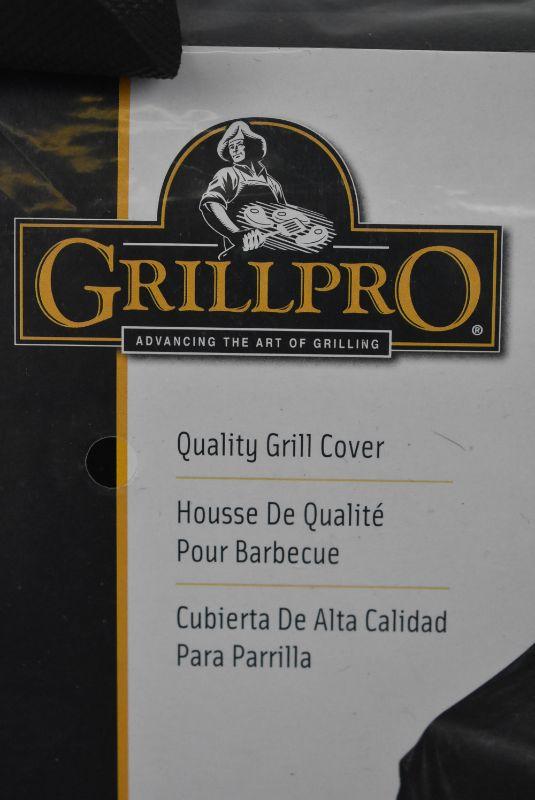 GRILLPRO®
ADVANCING THE ART OF GRILLING
Quality Grill Cover
Housse De Qualité
Pour Barbecue
Cubierta De Alta Calidad
Para Parrilla